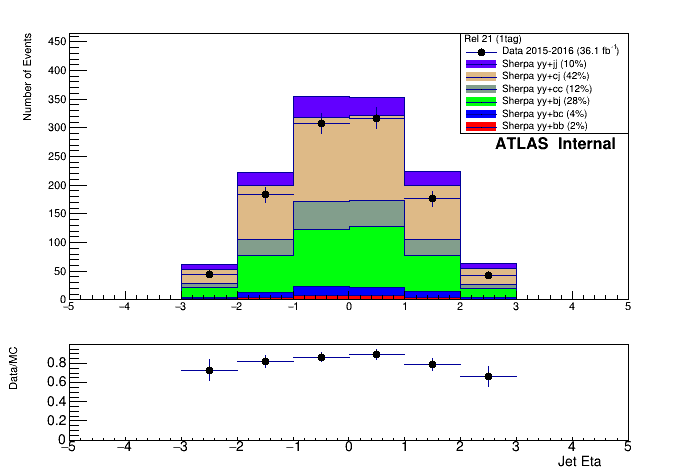 Number of Events
450
400
350
300
250
200
150
100
50
0
Rel 21 (1tag)
Data 2015-2016 (36.1 fb⁻¹)
Sherpa yy+jj (10%)
Sherpa yy+cj (42%)
Sherpa yy+cc (12%)
Sherpa yy+bj (28%)
Sherpa yy+bc (4%)
Sherpa yy+bb (2%)
ATLAS Internal
−5 −4 −3 −2 −1 0 1 2 3 4 5
Data/MC
0.8
0.6
0.4
0.2
0
−5 −4 −3 −2 −1 0 1 2 3 4 5
Jet Eta